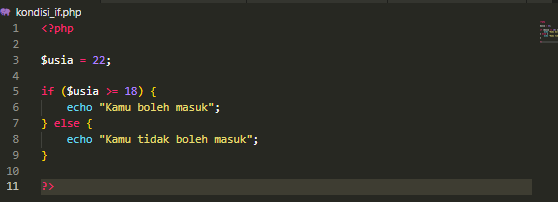 kondisi_if.php
1 <?php
2
3 $usia = 22;
4
5 if ($usia >= 18) {
6 echo "Kamu boleh masuk";
7 } else {
8 echo "Kamu tidak boleh masuk";
9 }
10
11 ?>